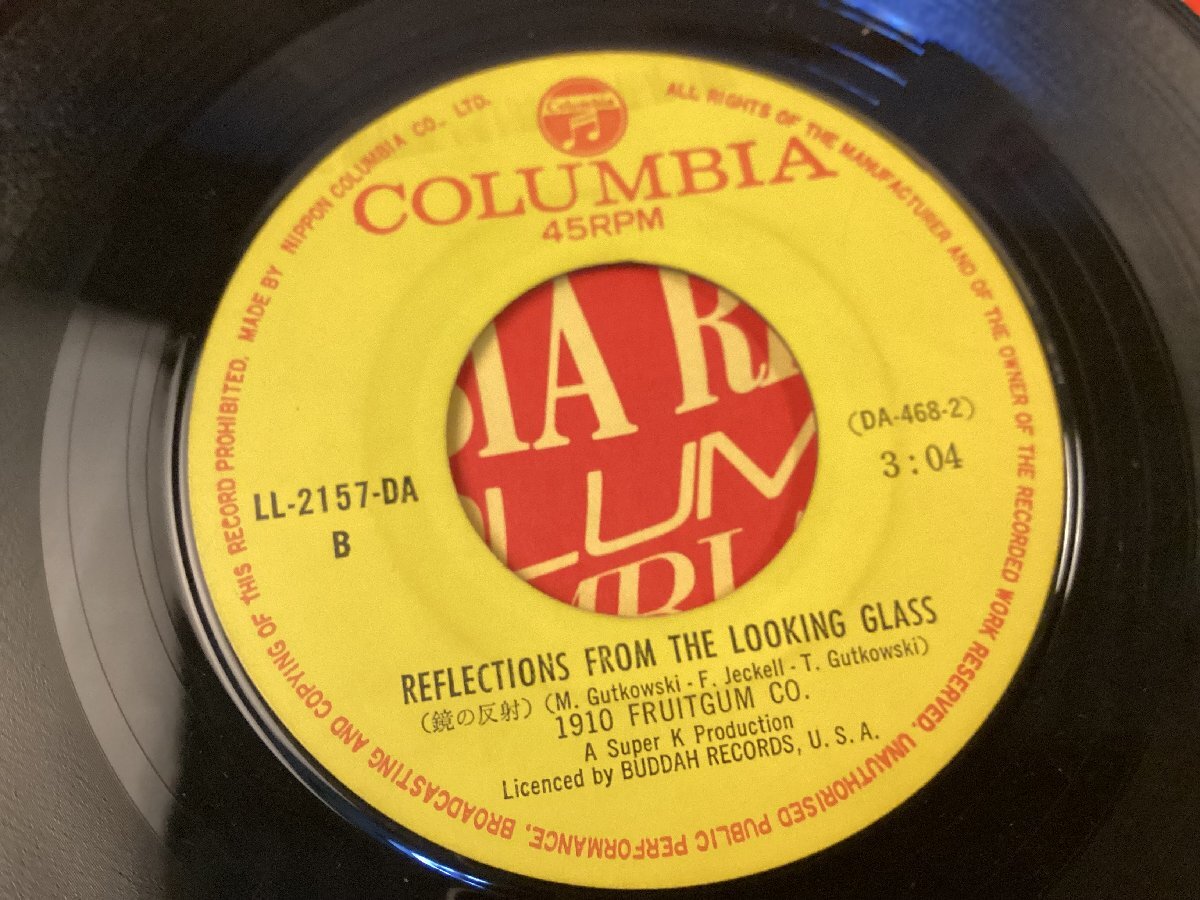 Columbia
COLUMBIA
45RPM
MADE BY NIPPON COLUMBIA CO., LTD. ALL RIGHTS OF THE MANUFACTURER AND OF THE OWNER OF THE RECORDED WORK RESERVED. UNAUTHORISED PUBLIC PERFORMANCE, BROADCASTING AND COPYING OF THIS RECORD PROHIBITED.
LL-2157-DA
B
(DA-468-2)
3:04
REFLECTIONS FROM THE LOOKING GLASS
(鏡の反射) (M. Gutkowski - F. Jeckell - T. Gutkowski)
1910 FRUITGUM CO.
A Super K Production
Licenced by BUDDAH RECORDS, U. S. A.